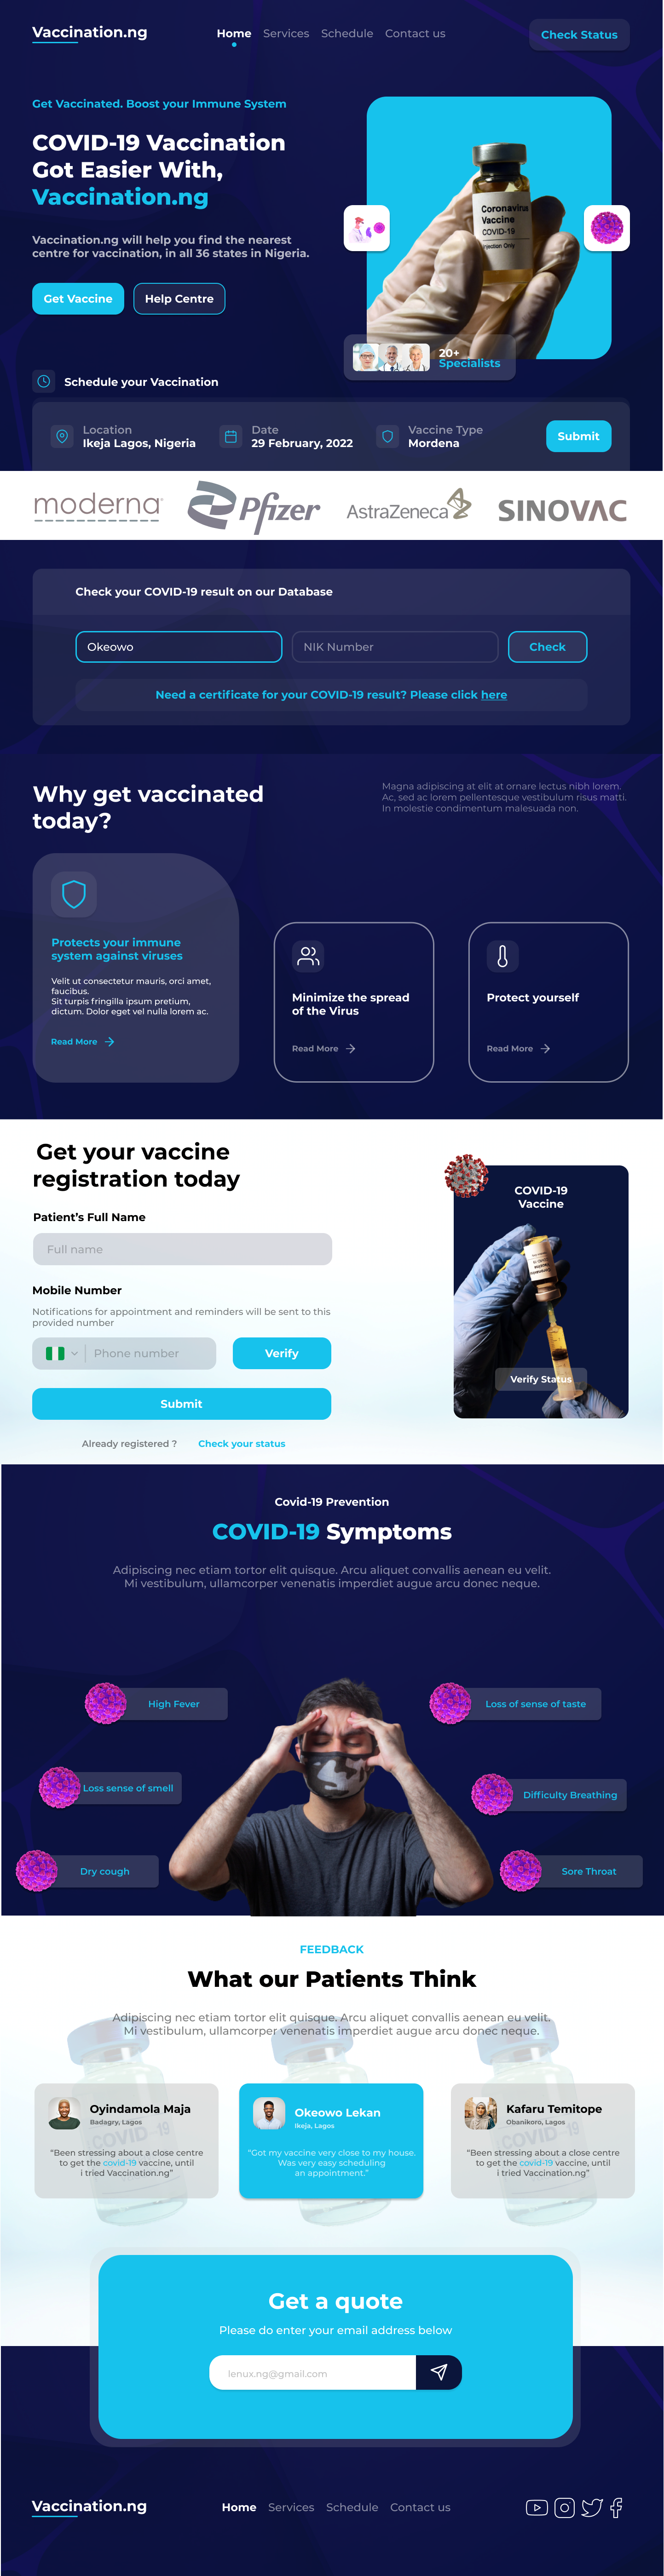 Vaccination.ng
Home Services Schedule Contact us
Check Status
Get Vaccinated. Boost your Immune System
COVID-19 Vaccination
Got Easier With,
Vaccination.ng
Vaccination.ng will help you find the nearest
centre for vaccination, in all 36 states in Nigeria.
Get Vaccine
Help Centre
Coronavirus
Vaccine
COVID-19
Injection Only
20+
Specialists
Schedule your Vaccination
Location
Ikeja Lagos, Nigeria
Date
29 February, 2022
Vaccine Type
Mordena
Submit
moderna
Pfizer
AstraZeneca
SINOVAC
Check your COVID-19 result on our Database
Okeowo
NIK Number
Check
Need a certificate for your COVID-19 result? Please click here
Why get vaccinated
today?
Magna adipiscing at elit at ornare lectus nibh lorem.
Ac, sed ac lorem pellentesque vestibulum risus matti.
In molestie condimentum malesuada non.
Protects your immune
system against viruses
Velit ut consectetur mauris, orci amet,
faucibus.
Sit turpis fringilla ipsum pretium,
dictum. Dolor eget vel nulla lorem ac.
Read More
Minimize the spread
of the Virus
Read More
Protect yourself
Read More
Get your vaccine
registration today
Patient’s Full Name
Full name
Mobile Number
Notifications for appointment and reminders will be sent to this
provided number
Phone number
Verify
Submit
Already registered ? Check your status
COVID-19
Vaccine
Verify Status
Covid-19 Prevention
COVID-19 Symptoms
Adipiscing nec etiam tortor elit quisque. Arcu aliquet convallis aenean eu velit.
Mi vestibulum, ullamcorper venenatis imperdiet augue arcu donec neque.
High Fever
Loss of sense of taste
Loss sense of smell
Difficulty Breathing
Dry cough
Sore Throat
FEEDBACK
What our Patients Think
Adipiscing nec etiam tortor elit quisque. Arcu aliquet convallis aenean eu velit.
Mi vestibulum, ullamcorper venenatis imperdiet augue arcu donec neque.
Oyindamola Maja
Badagry, Lagos
“Been stressing about a close centre
to get the covid-19 vaccine, until
i tried Vaccination.ng”
Okeowo Lekan
Ikeja, Lagos
“Got my vaccine very close to my house.
Was very easy scheduling
an appointment.”
Kafaru Temitope
Obanikoro, Lagos
“Been stressing about a close centre
to get the covid-19 vaccine, until
i tried Vaccination.ng”
Get a quote
Please do enter your email address below
lenux.ng@gmail.com
Vaccination.ng
Home Services Schedule Contact us